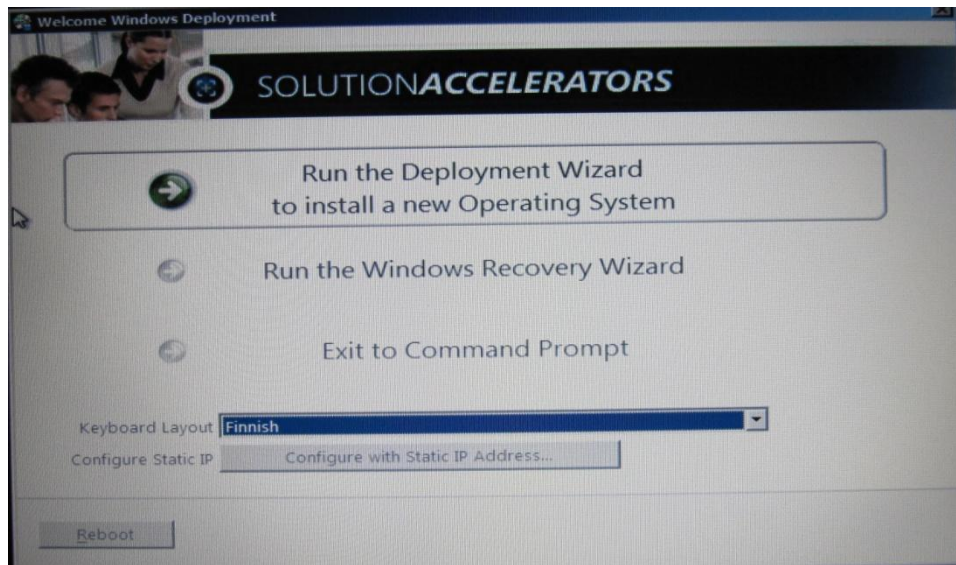 Welcome Windows Deployment
SOLUTIONACCELERATORS
Run the Deployment Wizard
to install a new Operating System
Run the Windows Recovery Wizard
Exit to Command Prompt
Keyboard Layout Finnish
Configure Static IP Configure with Static IP Address...
Reboot